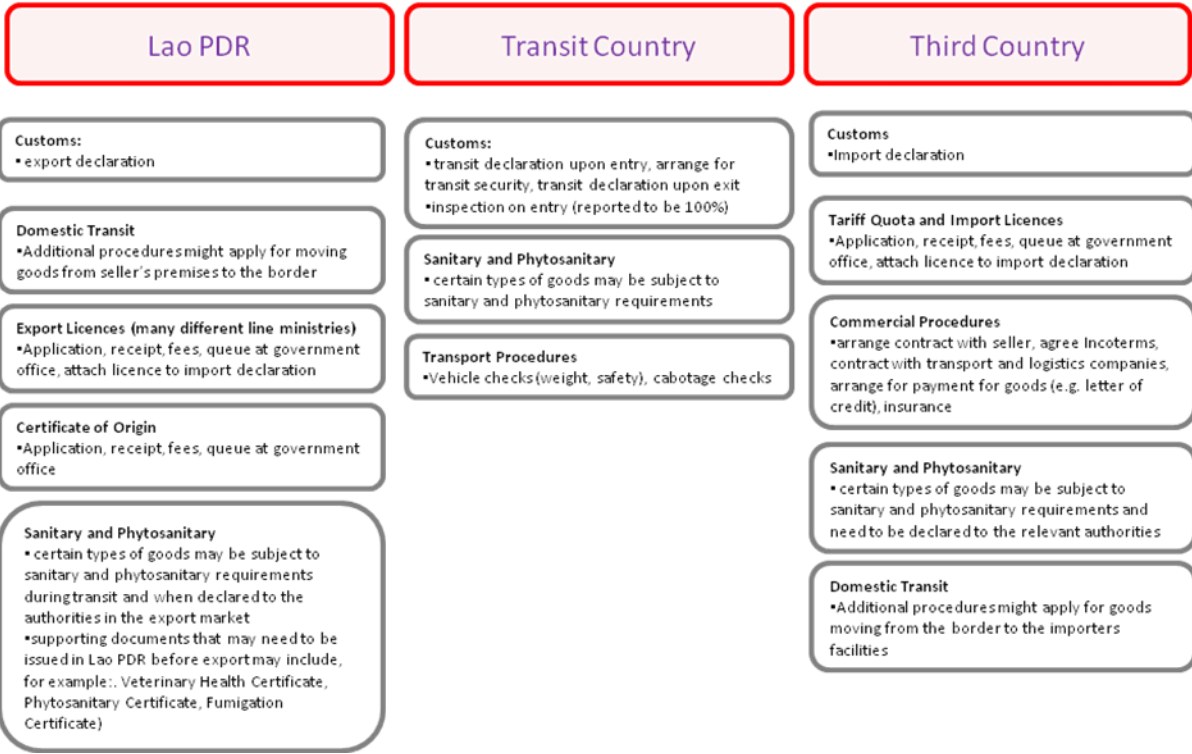 Lao PDR
Customs:
▪ export declaration
Domestic Transit
▪Additional procedures might apply for moving
goods from seller's premises to the border
Export Licences (many different line ministries)
▪Application, receipt, fees, queue at government
office, attach licence to import declaration
Certificate of Origin
▪Application, receipt, fees, queue at government
office
Sanitary and Phytosanitary
▪ certain types of goods may be subject to
sanitary and phytosanitary requirements
during transit and when declared to the
authorities in the export market
▪supporting documents that may need to be
issued in Lao PDR before export may include,
for example:. Veterinary Health Certificate,
Phytosanitary Certificate, Fumigation
Certificate)
Transit Country
Customs:
▪ transit declaration upon entry, arrange for
transit security, transit declaration upon exit
▪inspection on entry (reported to be 100%)
Sanitary and Phytosanitary
▪ certain types of goods may be subject to
sanitary and phytosanitary requirements
Transport Procedures
▪Vehicle checks (weight, safety), cabotage checks
Third Country
Customs
▪Import declaration
Tariff Quota and Import Licences
▪Application, receipt, fees, queue at government
office, attach licence to import declaration
Commercial Procedures
▪arrange contract with seller, agree Incoterms,
contract with transport and logistics companies,
arrange for payment for goods (e.g. letter of
credit), insurance
Sanitary and Phytosanitary
▪ certain types of goods may be subject to
sanitary and phytosanitary requirements and
need to be declared to the relevant authorities
Domestic Transit
▪Additional procedures might apply for goods
moving from the border to the importers
facilities